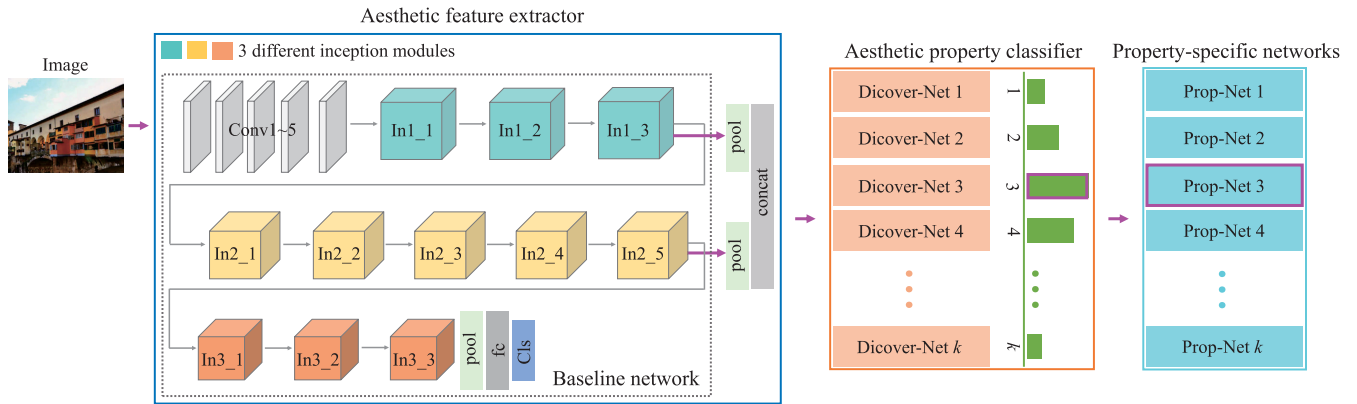 Aesthetic feature extractor
Image
3 different inception modules
Conv1~5
In1_1
In1_2
In1_3
pool
concat
In2_1
In2_2
In2_3
In2_4
In2_5
pool
In3_1
In3_2
In3_3
pool
fc
Cls
Baseline network
Aesthetic property classifier
Dicover-Net 1
1
Dicover-Net 2
2
Dicover-Net 3
3
Dicover-Net 4
4
Dicover-Net k
k
Property-specific networks
Prop-Net 1
Prop-Net 2
Prop-Net 3
Prop-Net 4
Prop-Net k